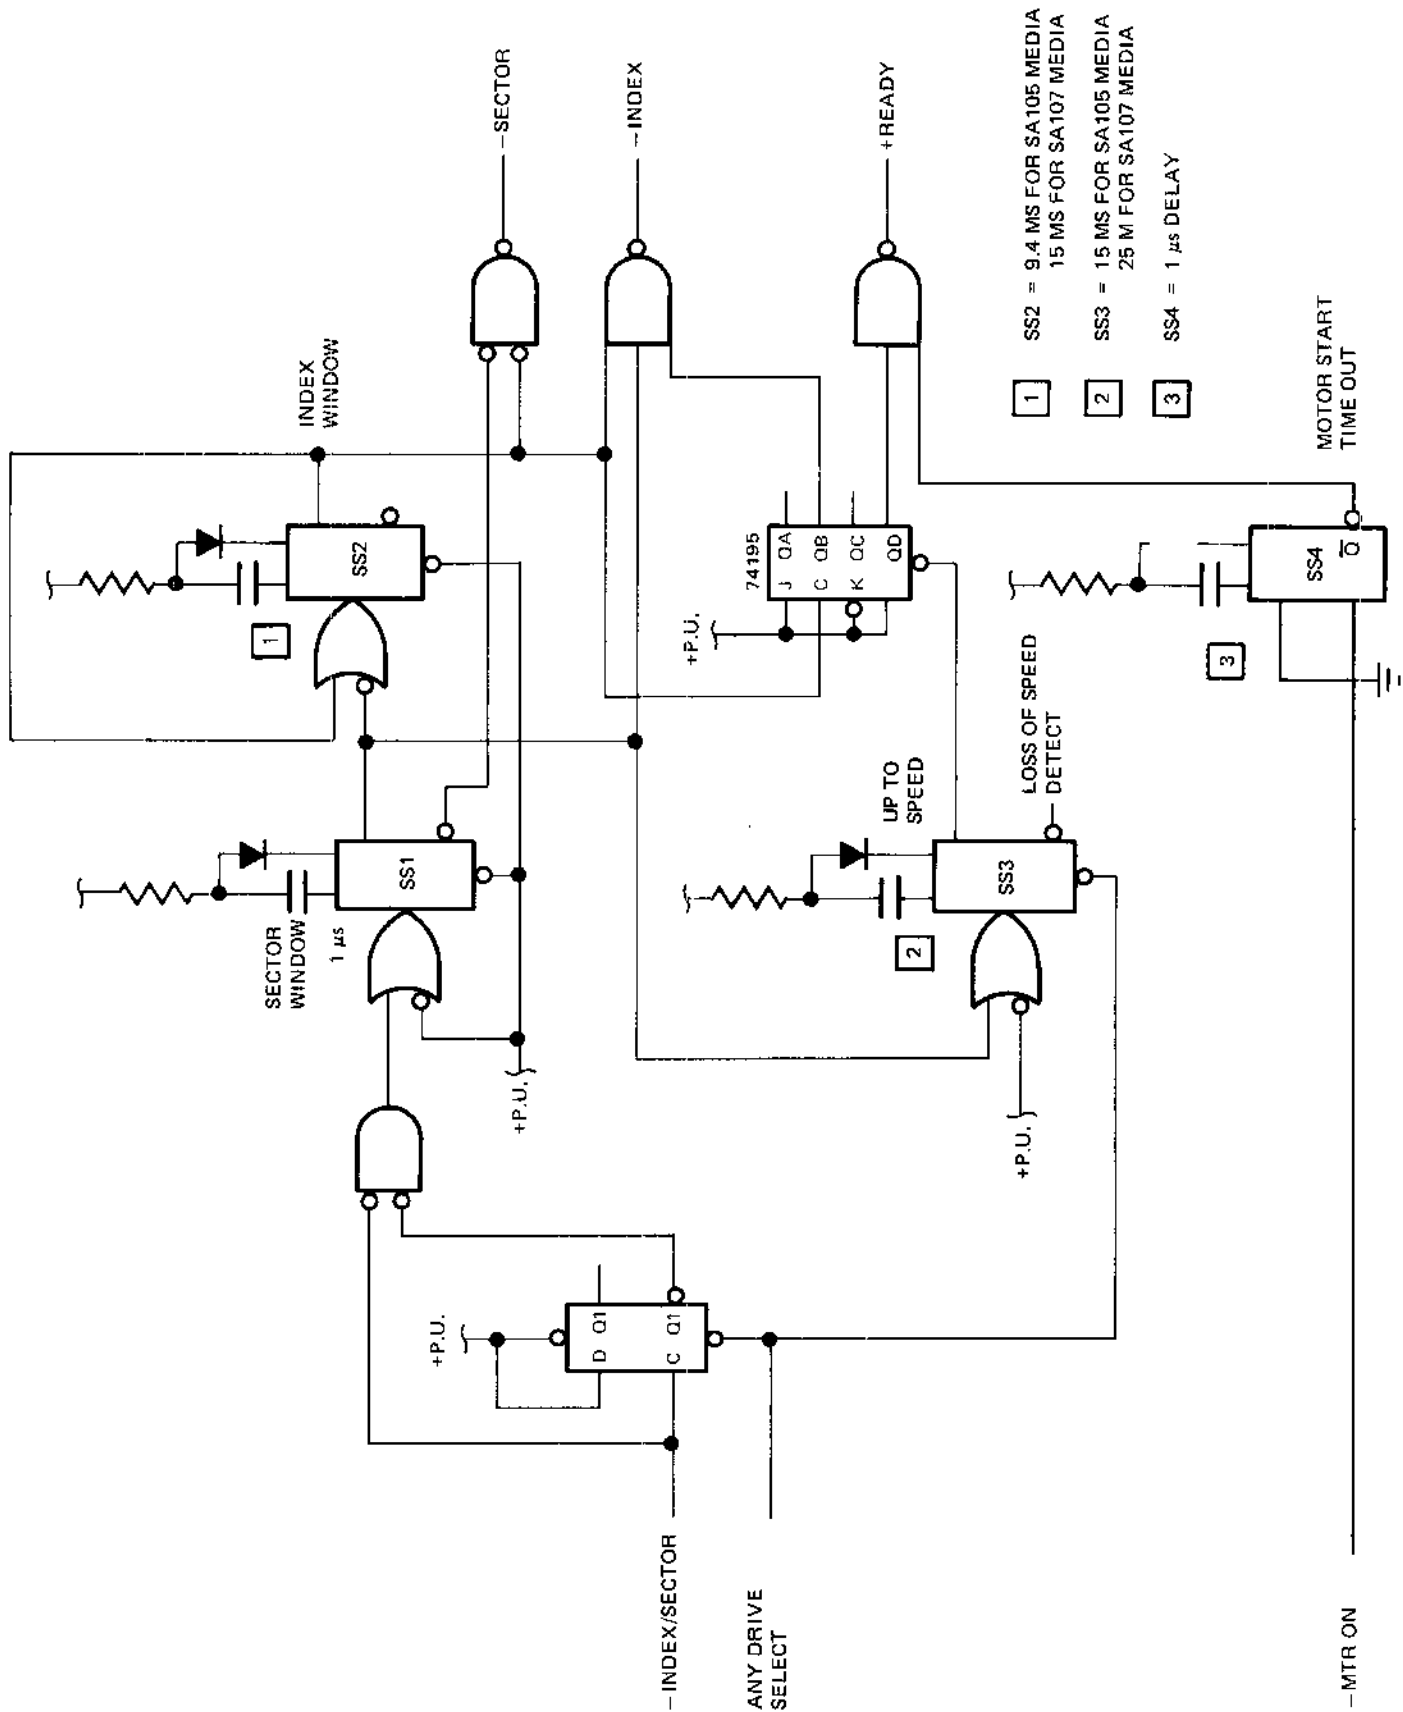 −INDEX/SECTOR
ANY DRIVE
SELECT
−MTR ON
+P.U.
D Q1
C Q1
+P.U.
SECTOR
WINDOW
1 μs
SS1
1
SS2
INDEX
WINDOW
−SECTOR
−INDEX
+READY
+P.U.
74195
J QA
C QB
K QC
QD
+P.U.
2
UP TO
SPEED
SS3
LOSS OF SPEED
DETECT
3
SS4
Q
MOTOR START
TIME OUT
1 SS2 = 9.4 MS FOR SA105 MEDIA
15 MS FOR SA107 MEDIA
2 SS3 = 15 MS FOR SA105 MEDIA
25 M FOR SA107 MEDIA
3 SS4 = 1 μs DELAY